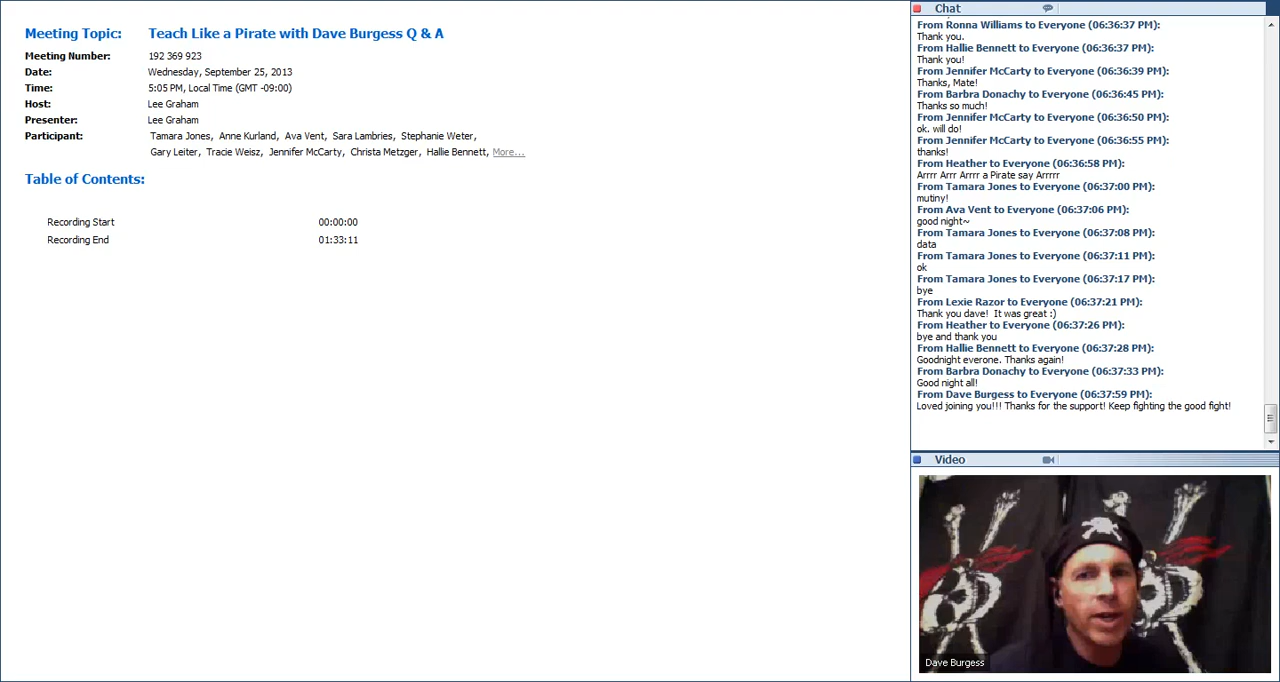 Meeting Topic: Teach Like a Pirate with Dave Burgess Q & A
Meeting Number: 192 369 923
Date: Wednesday, September 25, 2013
Time: 5:05 PM, Local Time (GMT -09:00)
Host: Lee Graham
Presenter: Lee Graham
Participant: Tamara Jones, Anne Kurland, Ava Vent, Sara Lambries, Stephanie Weter,
Gary Leiter, Tracie Weisz, Jennifer McCarty, Christa Metzger, Hallie Bennett, More...
Table of Contents:
Recording Start 00:00:00
Recording End 01:33:11
Chat
From Ronna Williams to Everyone (06:36:37 PM):
Thank you.
From Hallie Bennett to Everyone (06:36:37 PM):
Thank you!
From Jennifer McCarty to Everyone (06:36:39 PM):
Thanks, Mate!
From Barbra Donachy to Everyone (06:36:45 PM):
Thanks so much!
From Jennifer McCarty to Everyone (06:36:50 PM):
ok. will do!
From Jennifer McCarty to Everyone (06:36:55 PM):
thanks!
From Heather to Everyone (06:36:58 PM):
Arrrr Arrr Arrrr a Pirate say Arrrrr
From Tamara Jones to Everyone (06:37:00 PM):
mutiny!
From Ava Vent to Everyone (06:37:06 PM):
good night~
From Tamara Jones to Everyone (06:37:08 PM):
data
From Tamara Jones to Everyone (06:37:11 PM):
ok
From Tamara Jones to Everyone (06:37:17 PM):
bye
From Lexie Razor to Everyone (06:37:21 PM):
Thank you dave! It was great :)
From Heather to Everyone (06:37:26 PM):
bye and thank you
From Hallie Bennett to Everyone (06:37:28 PM):
Goodnight everone. Thanks again!
From Barbra Donachy to Everyone (06:37:33 PM):
Good night all!
From Dave Burgess to Everyone (06:37:59 PM):
Loved joining you!!! Thanks for the support! Keep fighting the good fight!
Video
Dave Burgess